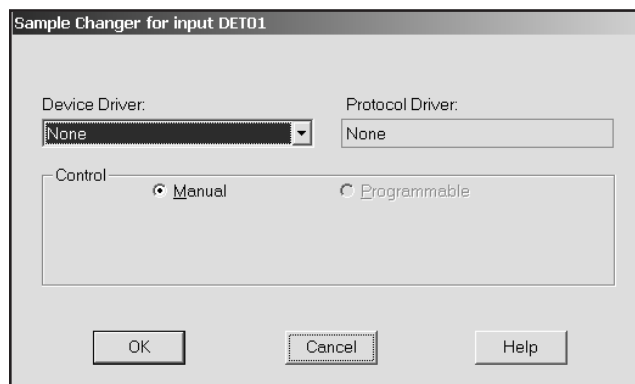 Sample Changer for input DET01
Device Driver: Protocol Driver:
None None
Control
Manual Programmable
OK Cancel Help